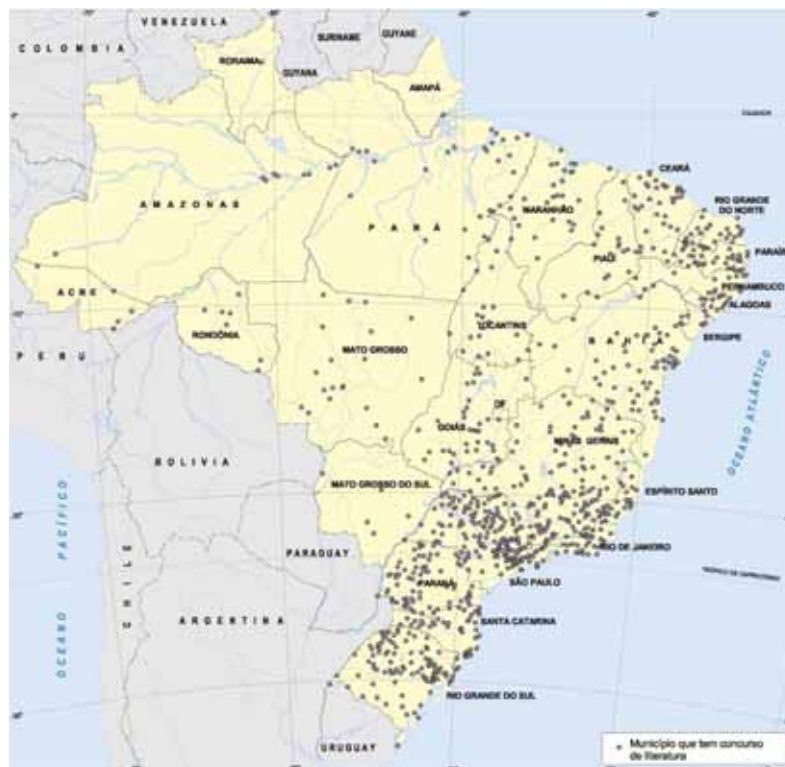 VENEZUELA
COLOMBIA
SURINAME
GUYANE
RORAIMA
GUYANA
AMAPÁ
CEARÁ
AMAZONAS
PARÁ
MARANHÃO
RIO GRANDE
DO NORTE
PARAÍ
PIAUÍ
PERNAMBUCO
ACRE
ALAGOAS
TOCANTINS
SERGIPE
RONDÔNIA
BAHIA
PERU
MATO GROSSO
DF
GOIÁS
MINAS GERAIS
OCEANO ATLÂNTICO
BOLIVIA
MATO GROSSO DO SUL
ESPÍRITO SANTO
OCEANO PACÍFICO
RIO DE JANEIRO
PARAGUAY
CHILE
SÃO PAULO
PARANÁ
ARGENTINA
SANTA CATARINA
RIO GRANDE DO SUL
URUGUAY
Município que tem concurso
de literatura